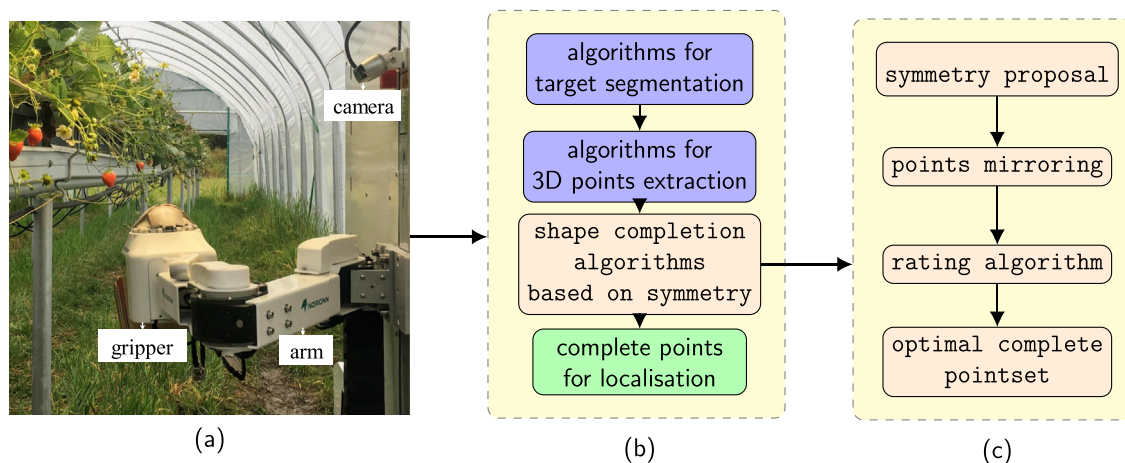 camera
gripper
arm
NORONN
(a)
algorithms for
target segmentation
algorithms for
3D points extraction
shape completion
algorithms
based on symmetry
complete points
for localisation
(b)
symmetry proposal
points mirroring
rating algorithm
optimal complete
pointset
(c)